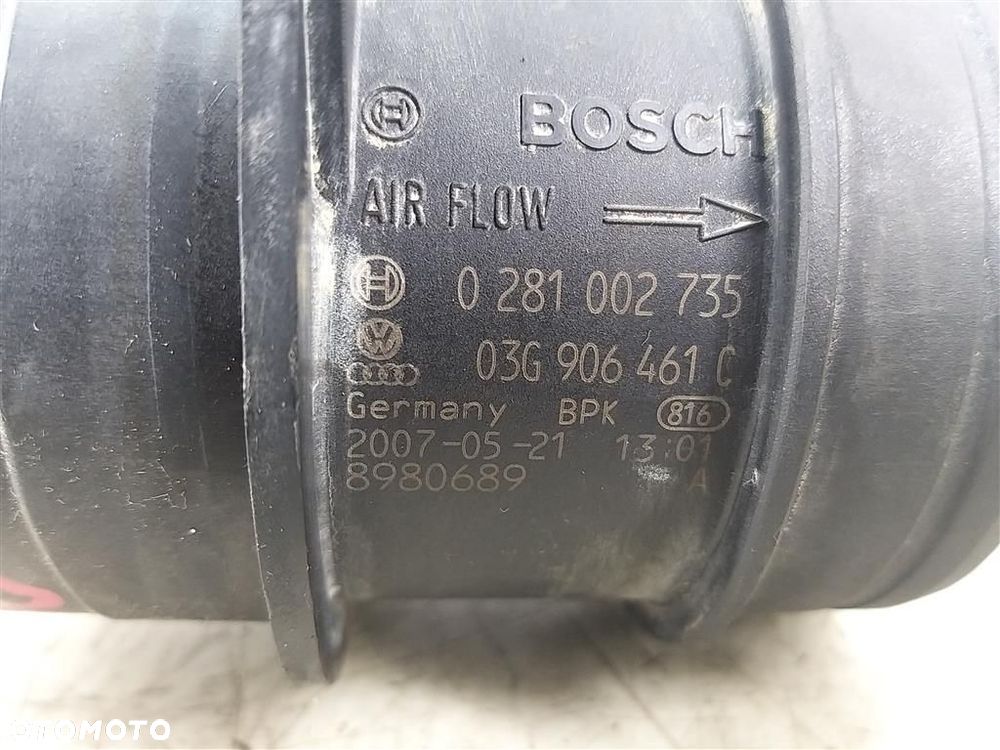 BOSCH
AIR FLOW
0 281 002 735
03G 906 461 C
Germany BPK 816
2007-05-21 13:01
8980689 A
OTOMOTO